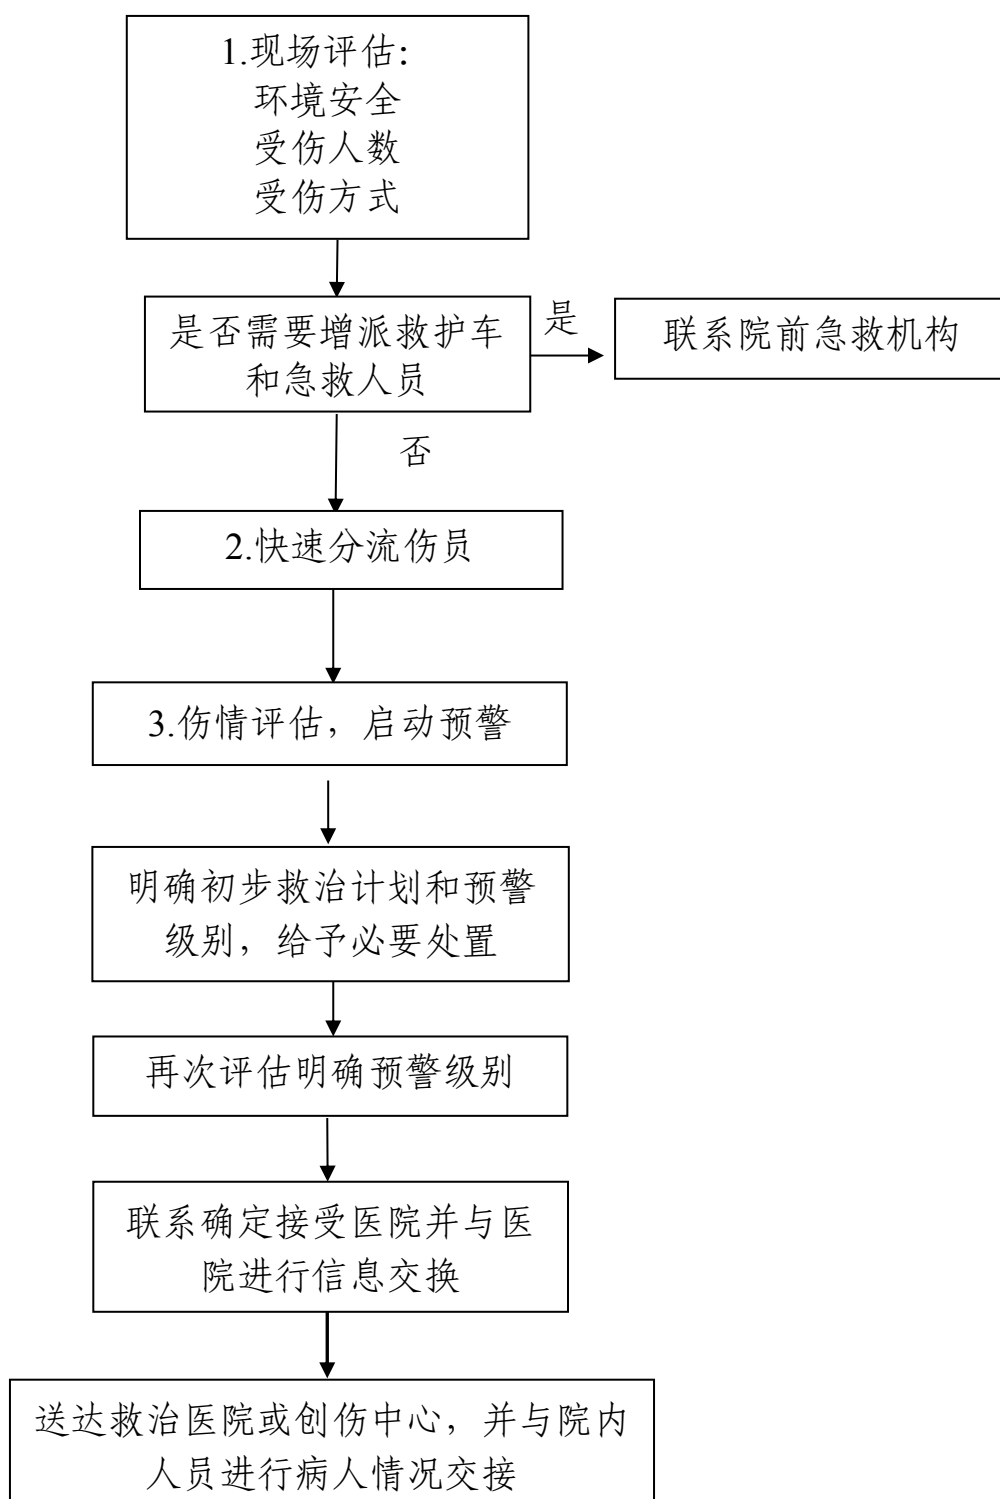 1.现场评估：
环境安全
受伤人数
受伤方式
是否需要增派救护车
和急救人员
是
联系院前急救机构
否
2.快速分流伤员
3.伤情评估，启动预警
明确初步救治计划和预警
级别，给予必要处置
再次评估明确预警级别
联系确定接受医院并与医
院进行信息交换
送达救治医院或创伤中心，并与院内
人员进行病人情况交接